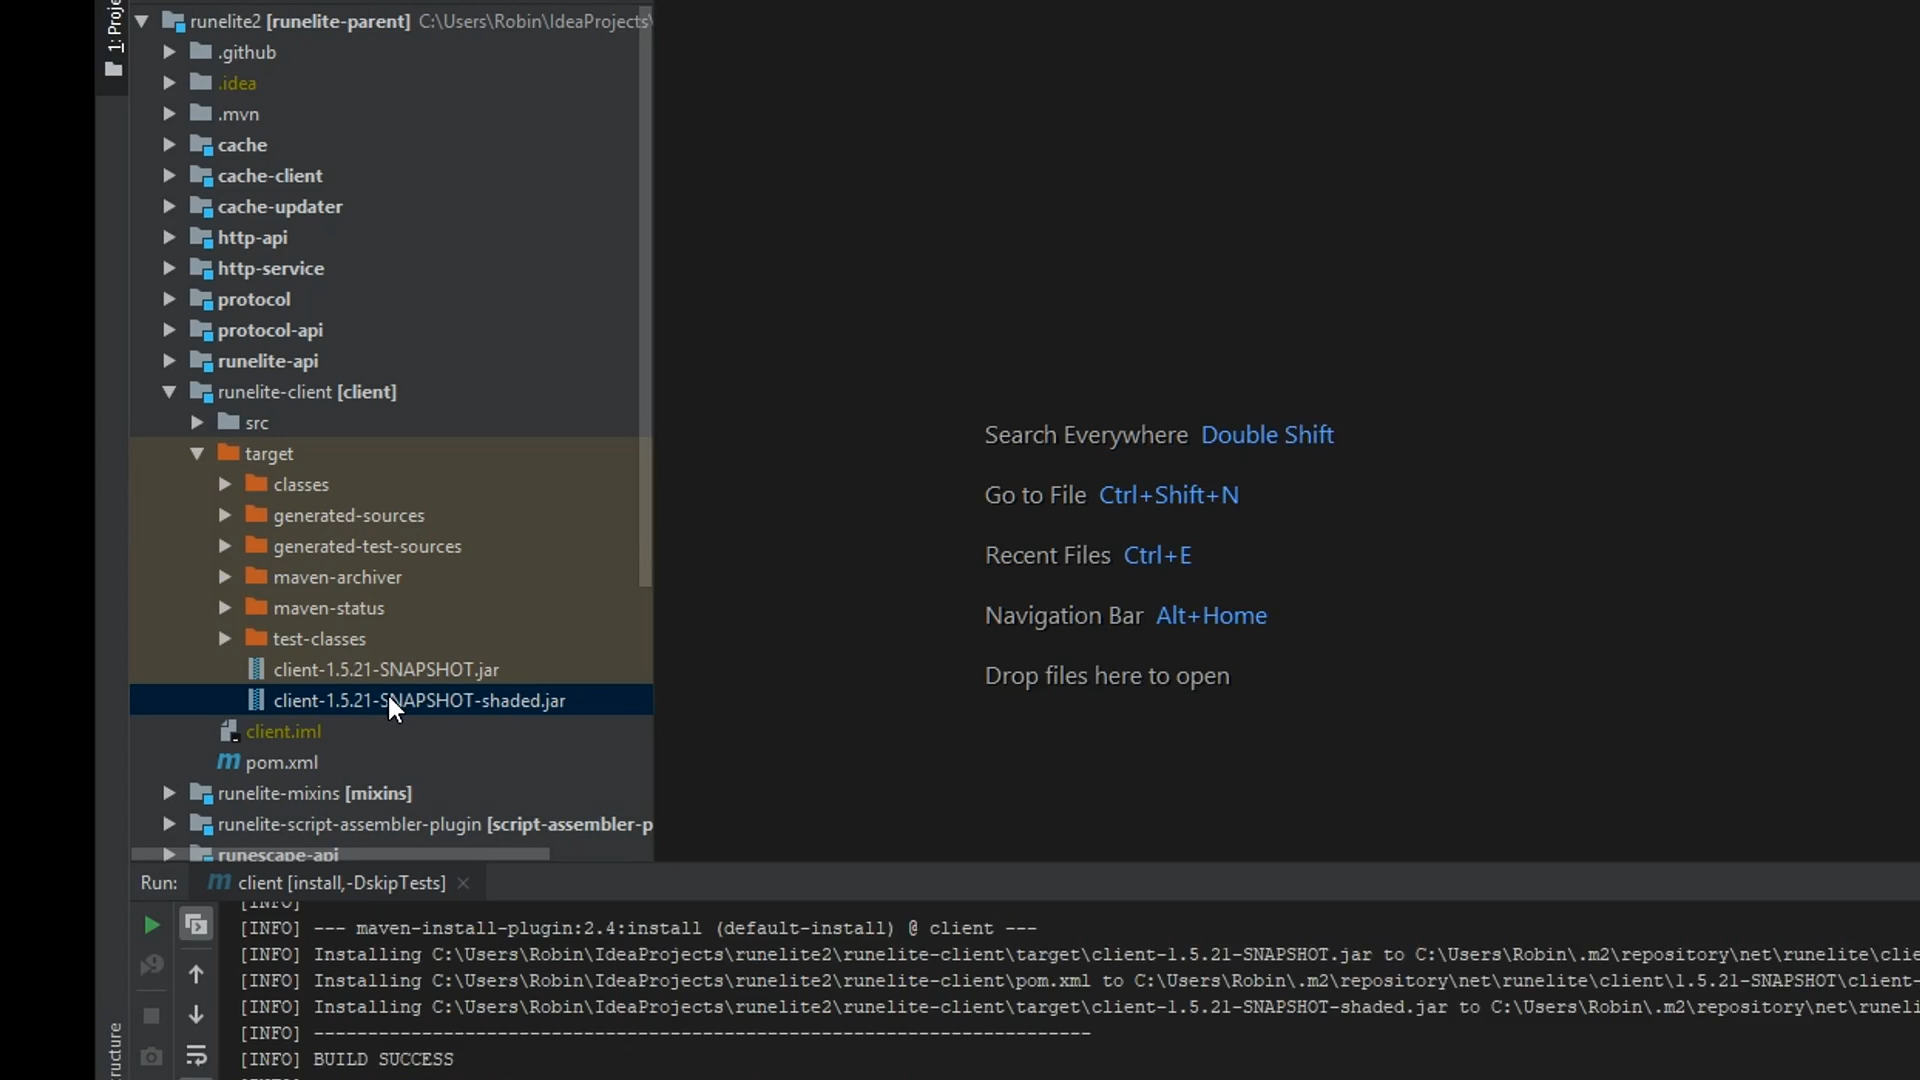 1: Proje
runelite2 [runelite-parent] C:\Users\Robin\IdeaProjects\
.github
.idea
.mvn
cache
cache-client
cache-updater
http-api
http-service
protocol
protocol-api
runelite-api
runelite-client [client]
src
target
classes
generated-sources
generated-test-sources
maven-archiver
maven-status
test-classes
client-1.5.21-SNAPSHOT.jar
client-1.5.21-SNAPSHOT-shaded.jar
client.iml
pom.xml
runelite-mixins [mixins]
runelite-script-assembler-plugin [script-assembler-p
runescape-api
Search Everywhere Double Shift
Go to File Ctrl+Shift+N
Recent Files Ctrl+E
Navigation Bar Alt+Home
Drop files here to open
Run: client [install,-DskipTests]
[INFO]
[INFO] --- maven-install-plugin:2.4:install (default-install) @ client ---
[INFO] Installing C:\Users\Robin\IdeaProjects\runelite2\runelite-client\target\client-1.5.21-SNAPSHOT.jar to C:\Users\Robin\.m2\repository\net\runelite\clie
[INFO] Installing C:\Users\Robin\IdeaProjects\runelite2\runelite-client\pom.xml to C:\Users\Robin\.m2\repository\net\runelite\client\1.5.21-SNAPSHOT\client-
[INFO] Installing C:\Users\Robin\IdeaProjects\runelite2\runelite-client\target\client-1.5.21-SNAPSHOT-shaded.jar to C:\Users\Robin\.m2\repository\net\runeli
[INFO] ------------------------------------------------------------------------
[INFO] BUILD SUCCESS
ructure